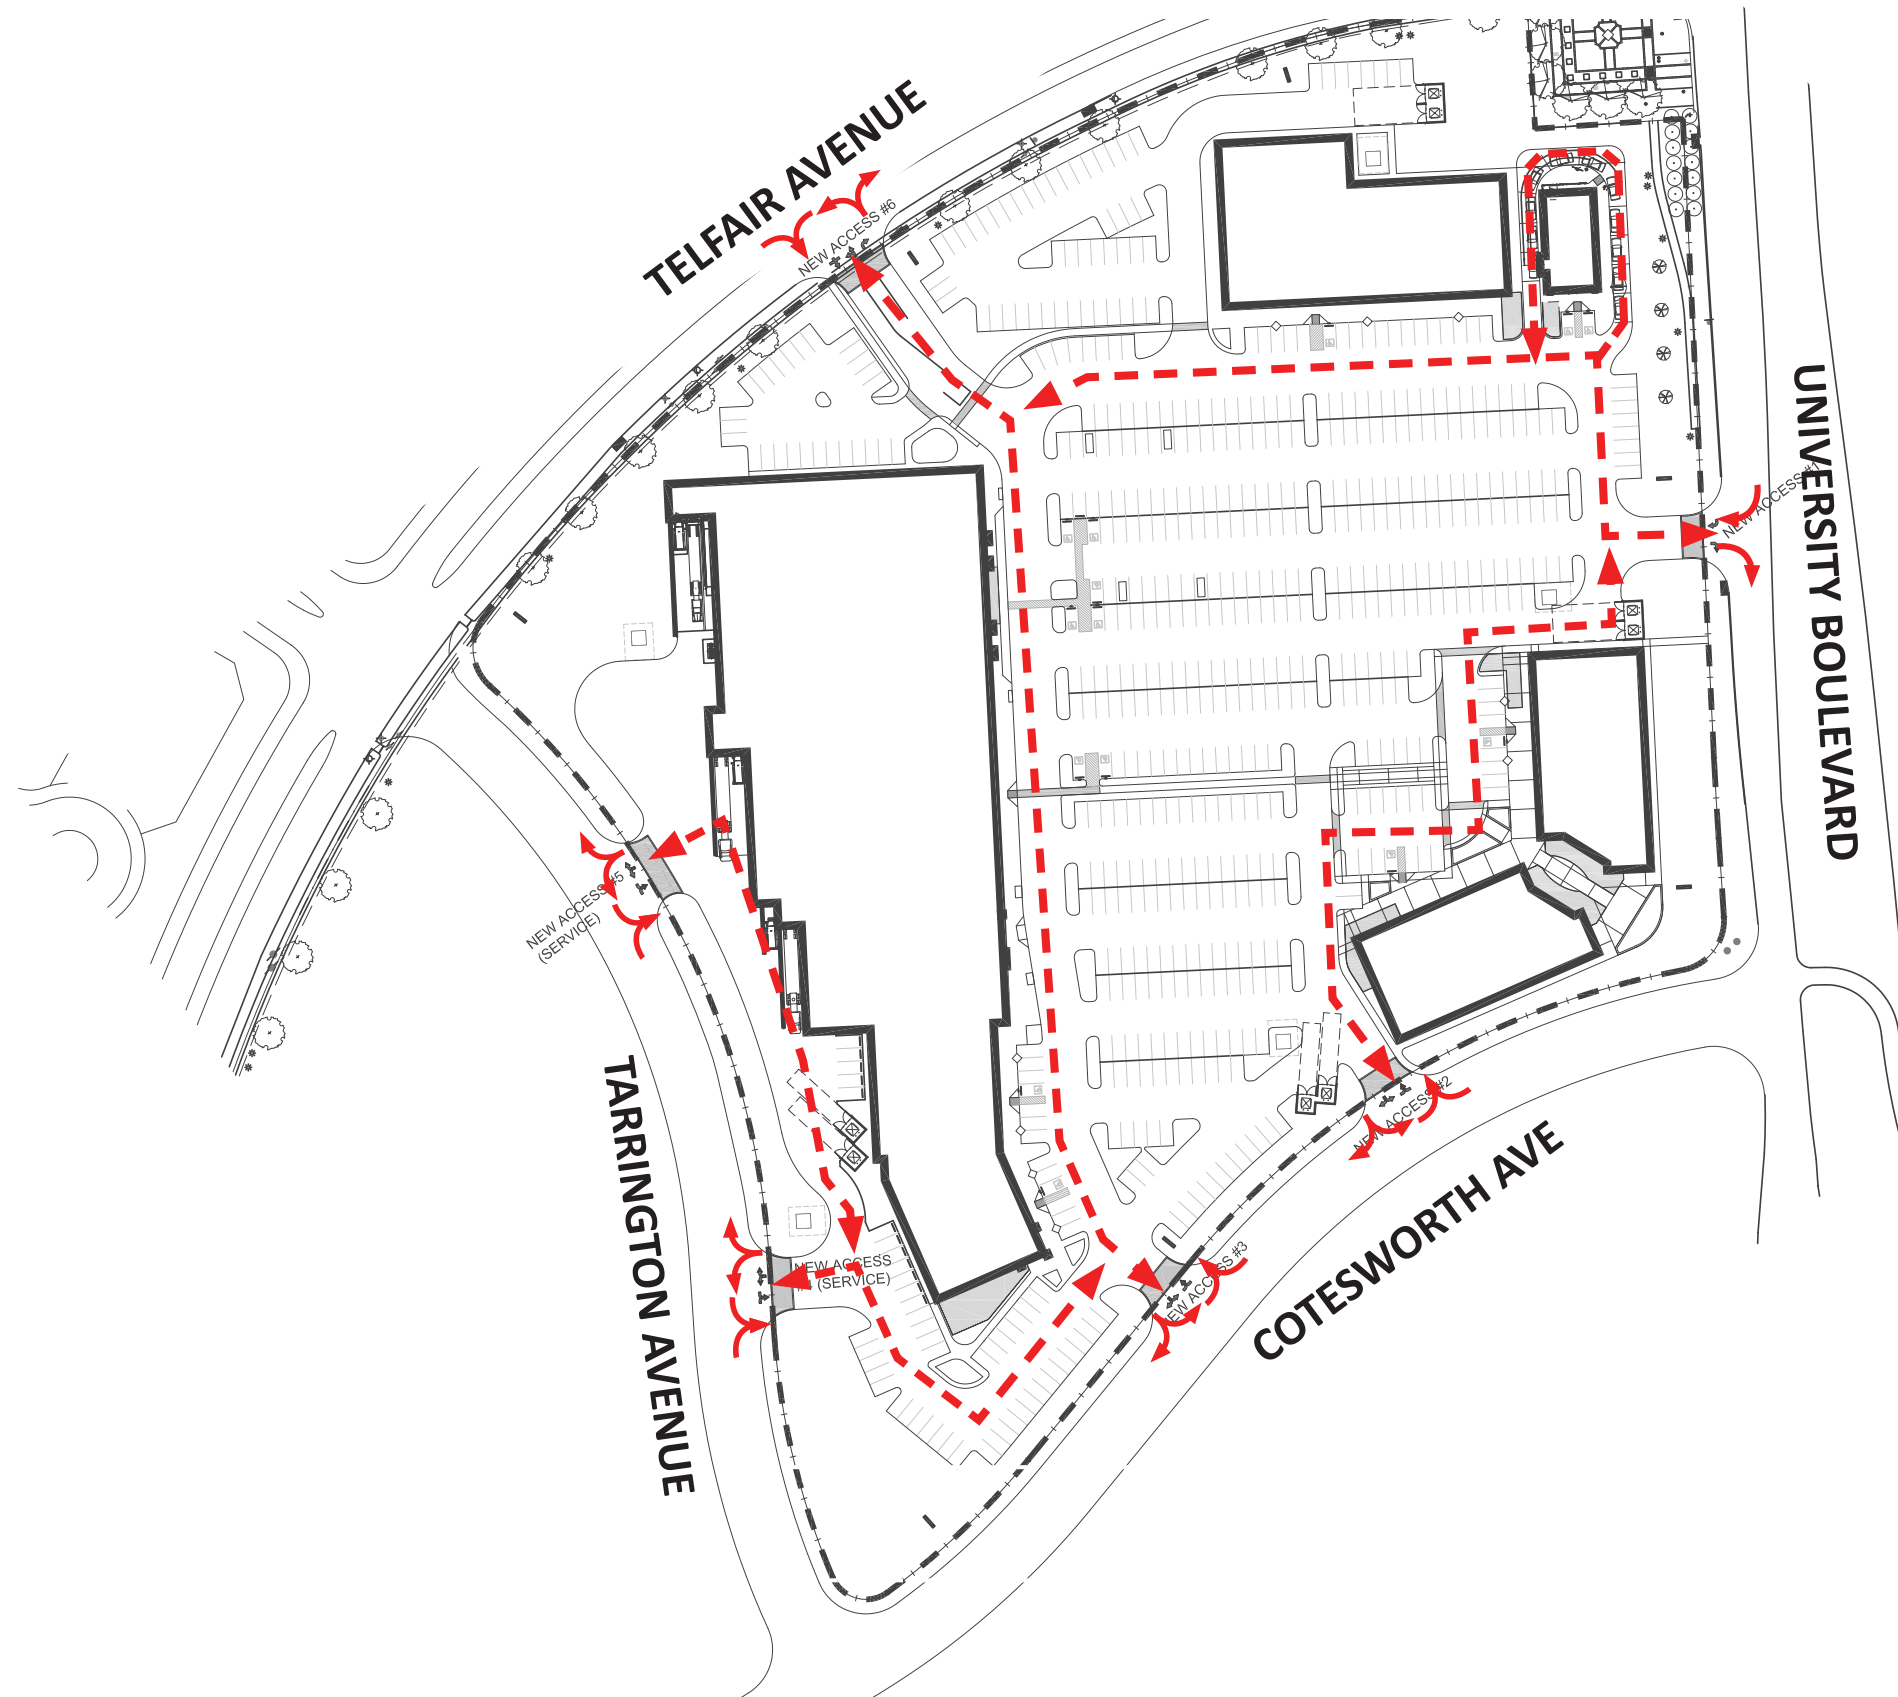 TELFAIR AVENUE
NEW ACCESS #6
UNIVERSITY BOULEVARD
NEW ACCESS #1
NEW ACCESS #5
(SERVICE)
NEW ACCESS #2
TARRINGTON AVENUE
NEW ACCESS
#4 (SERVICE)
NEW ACCESS #3
COTESWORTH AVE